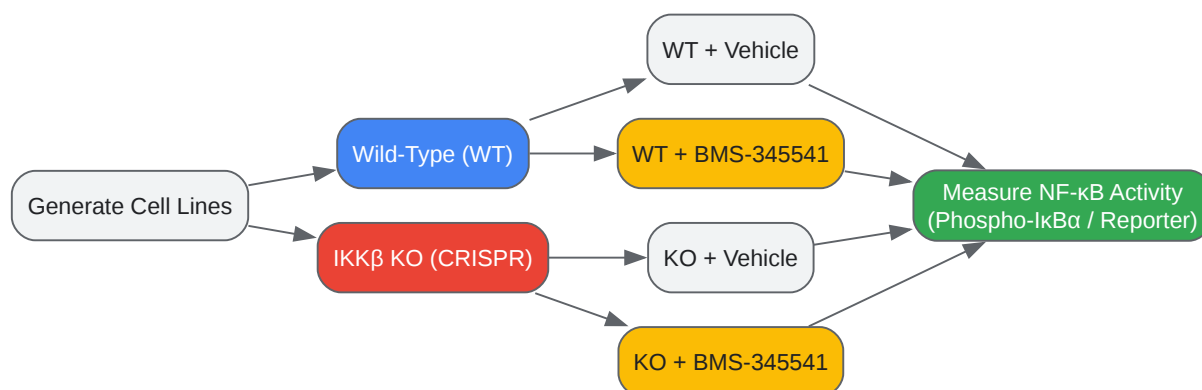 Generate Cell Lines
Wild-Type (WT)
IKKβ KO (CRISPR)
WT + Vehicle
WT + BMS-345541
KO + Vehicle
KO + BMS-345541
Measure NF-κB Activity
(Phospho-IκBα / Reporter)